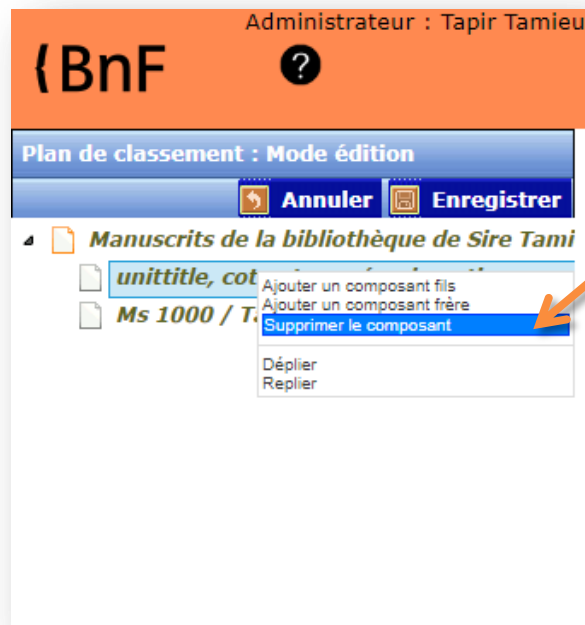 Administrateur : Tapir Tamieu
{BnF
?
Plan de classement : Mode édition
Annuler Enregistrer
Manuscrits de la bibliothèque de Sire Tami
unittitle,
Ajouter un composant fils
Ajouter un composant frère
Ms 1000 /
Supprimer le composant
Déplier
Replier